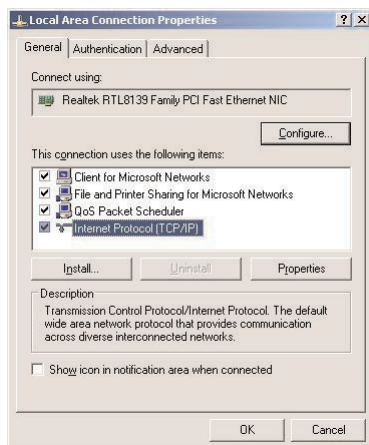 Local Area Connection Properties
General Authentication Advanced
Connect using:
Realtek RTL8139 Family PCI Fast Ethernet NIC
Configure...
This connection uses the following items:
Client for Microsoft Networks
File and Printer Sharing for Microsoft Networks
QoS Packet Scheduler
Internet Protocol (TCP/IP)
Install... Uninstall Properties
Description
Transmission Control Protocol/Internet Protocol. The default
wide area network protocol that provides communication
across diverse interconnected networks.
Show icon in notification area when connected
OK Cancel